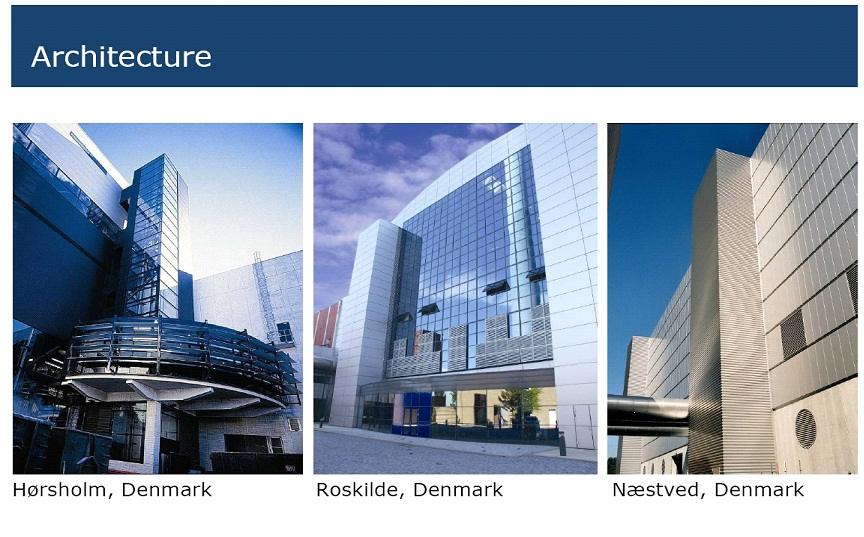 Architecture
Hørsholm, Denmark
Roskilde, Denmark
Næstved, Denmark